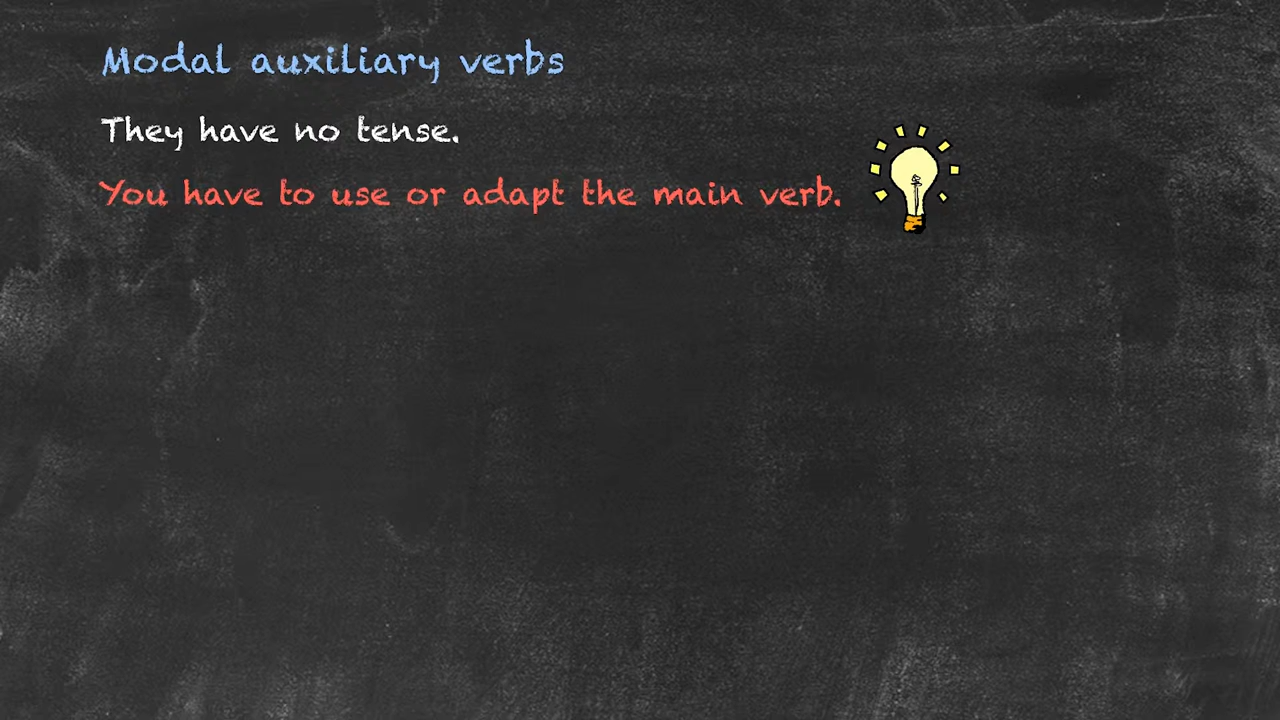 Modal auxiliary verbs
They have no tense.
You have to use or adapt the main verb.